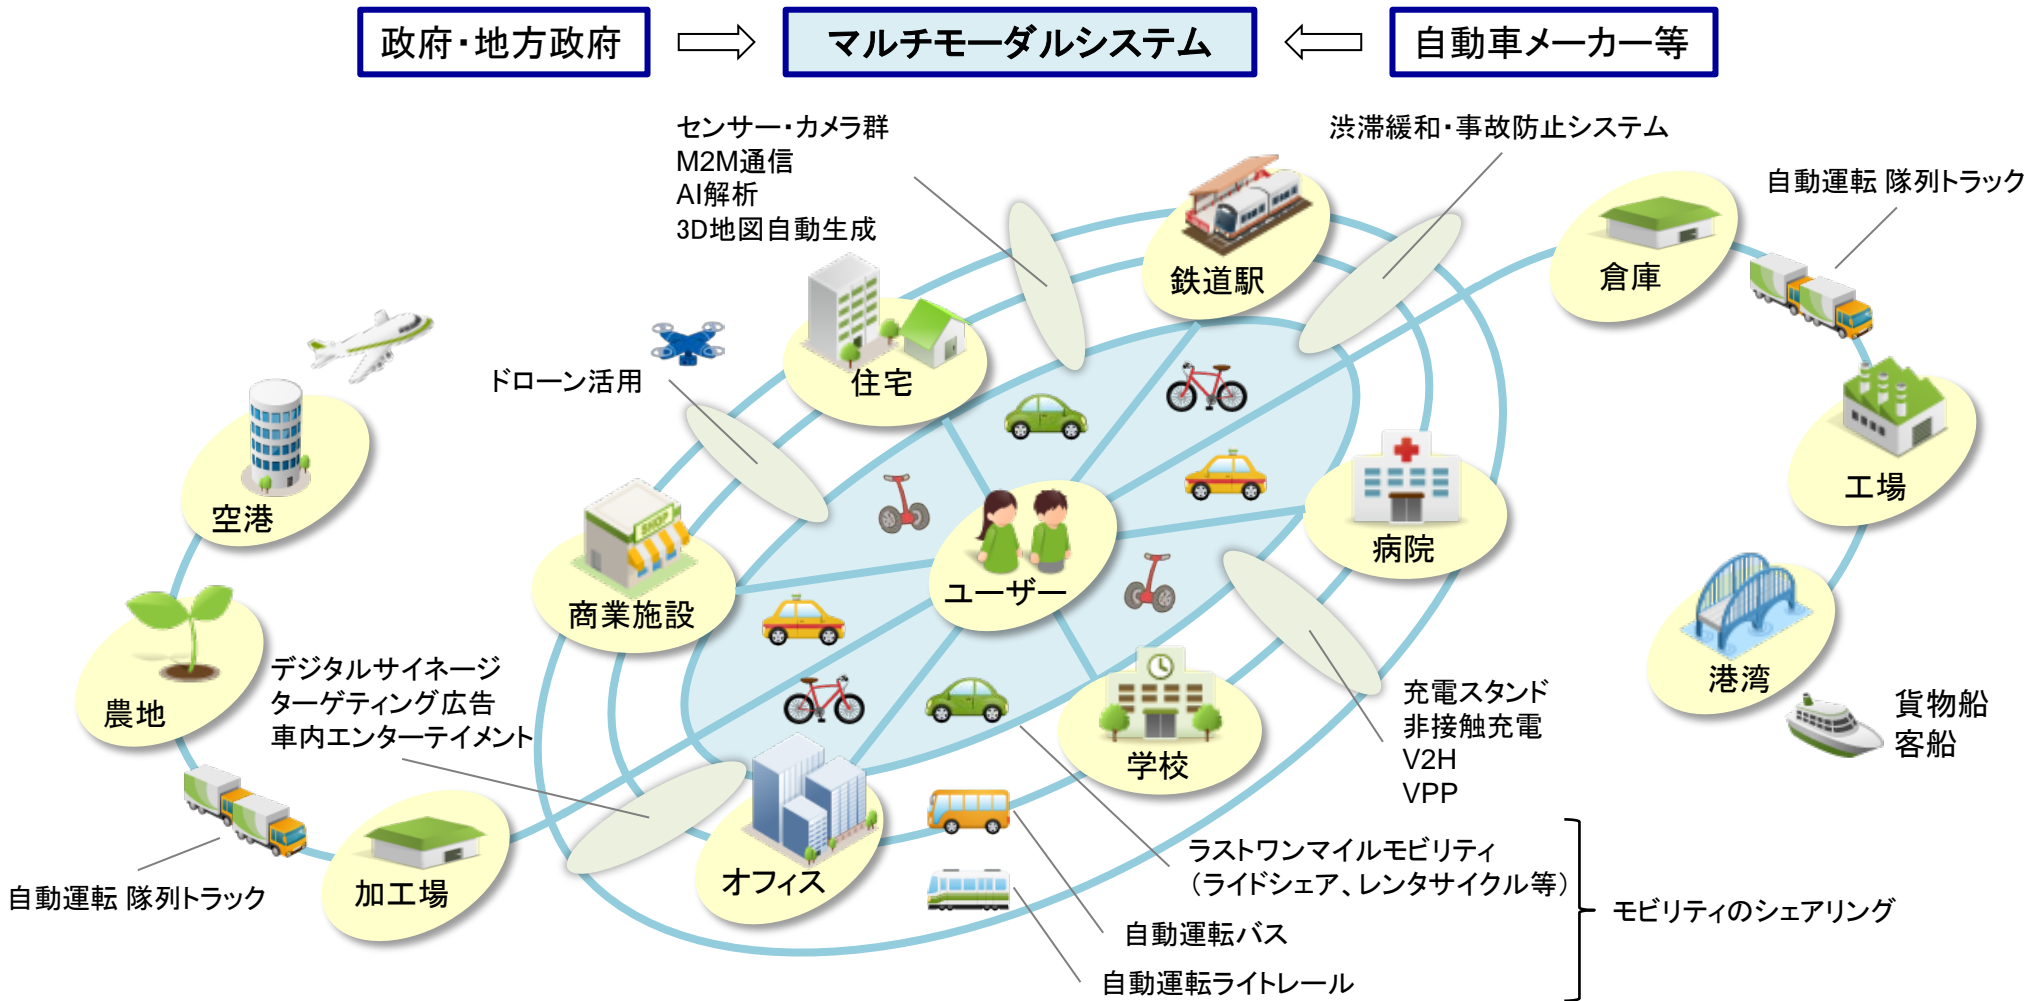 政府・地方政府
マルチモーダルシステム
自動車メーカー等
センサー・カメラ群
M2M通信
AI解析
3D地図自動生成
渋滞緩和・事故防止システム
自動運転 隊列トラック
鉄道駅
倉庫
住宅
ドローン活用
空港
SHOP
商業施設
ユーザー
病院
工場
農地
デジタルサイネージ
ターゲティング広告
車内エンターテイメント
港湾
貨物船
客船
学校
充電スタンド
非接触充電
V2H
VPP
自動運転 隊列トラック
加工場
オフィス
ラストワンマイルモビリティ
（ライドシェア、レンタサイクル等）
自動運転バス
自動運転ライトレール
モビリティのシェアリング